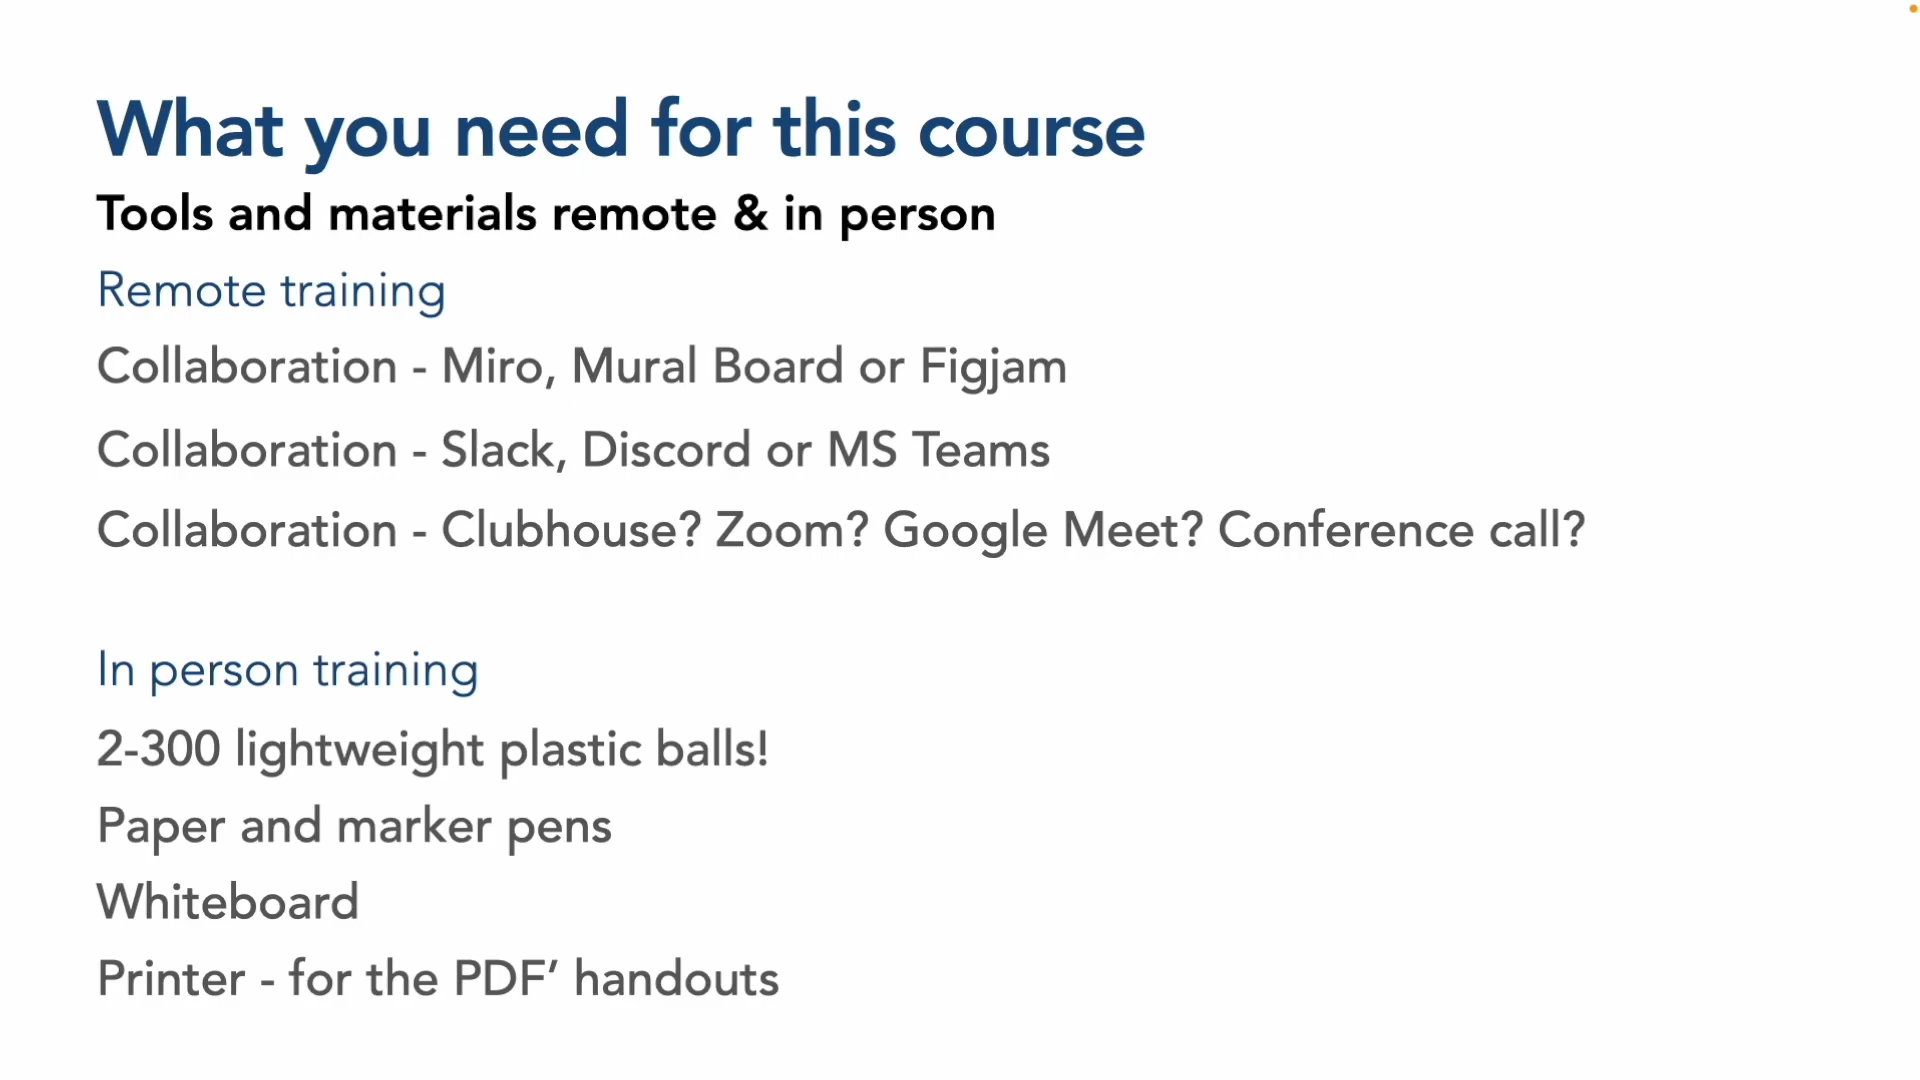 What you need for this course
Tools and materials remote & in person
Remote training
Collaboration - Miro, Mural Board or Figjam
Collaboration - Slack, Discord or MS Teams
Collaboration - Clubhouse? Zoom? Google Meet? Conference call?
In person training
2-300 lightweight plastic balls!
Paper and marker pens
Whiteboard
Printer - for the PDF’ handouts